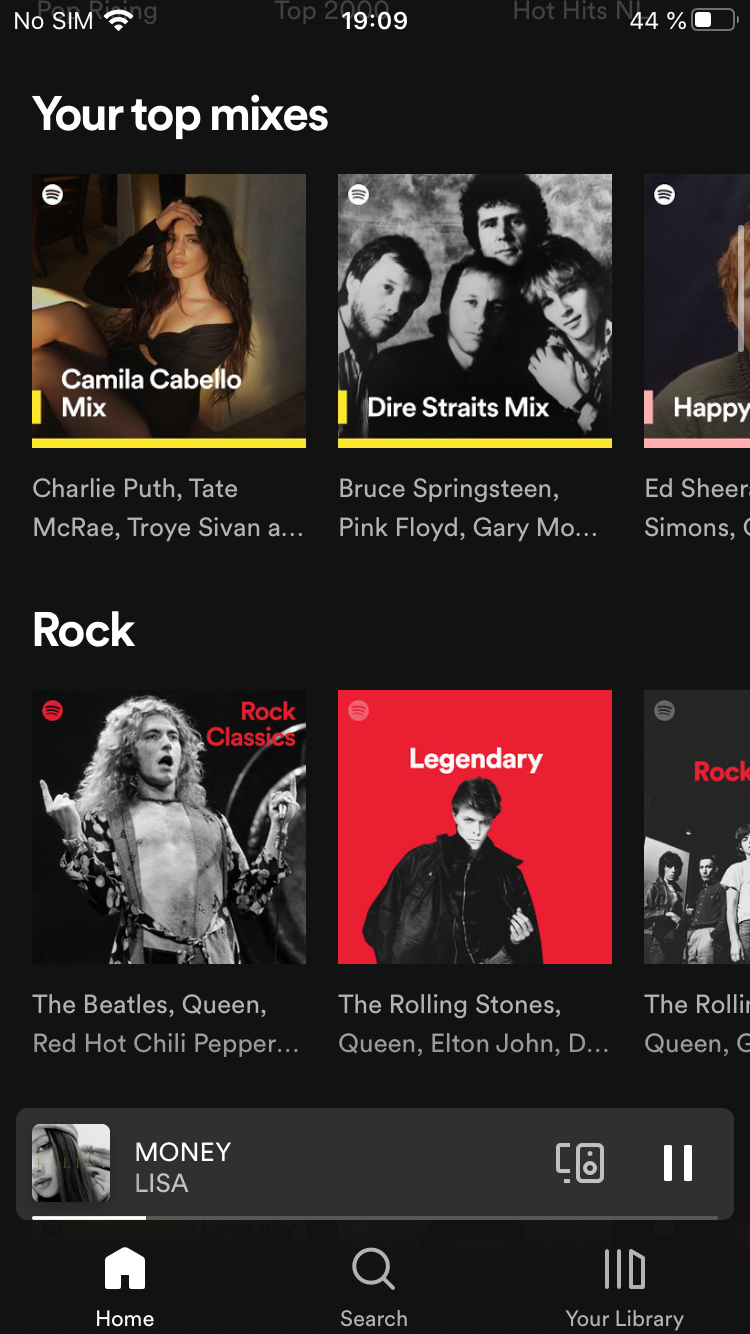 Pop Rising
Top 2000
Hot Hits NL
No SIM
19:09
44 %
Your top mixes
Camila Cabello
Mix
Dire Straits Mix
Happy
Charlie Puth, Tate
McRae, Troye Sivan a...
Bruce Springsteen,
Pink Floyd, Gary Mo...
Ed Sheer
Simons,
Rock
Rock
Classics
Legendary
Rock
The Beatles, Queen,
Red Hot Chili Pepper...
The Rolling Stones,
Queen, Elton John, D...
The Rollin
Queen, G
LALISA
MONEY
LISA
I Love My
Home
Search
Your Library